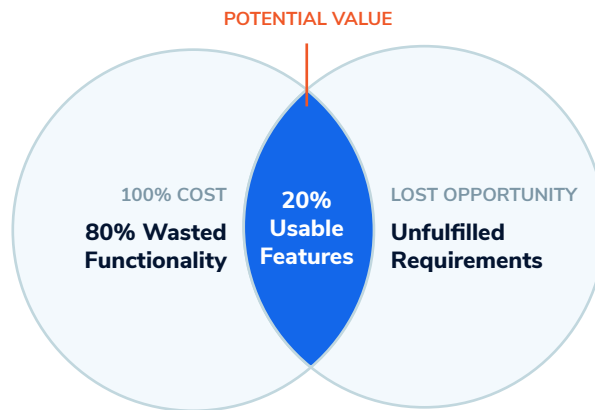 POTENTIAL VALUE
100% COST
80% Wasted
Functionality
20%
Usable
Features
LOST OPPORTUNITY
Unfulfilled
Requirements